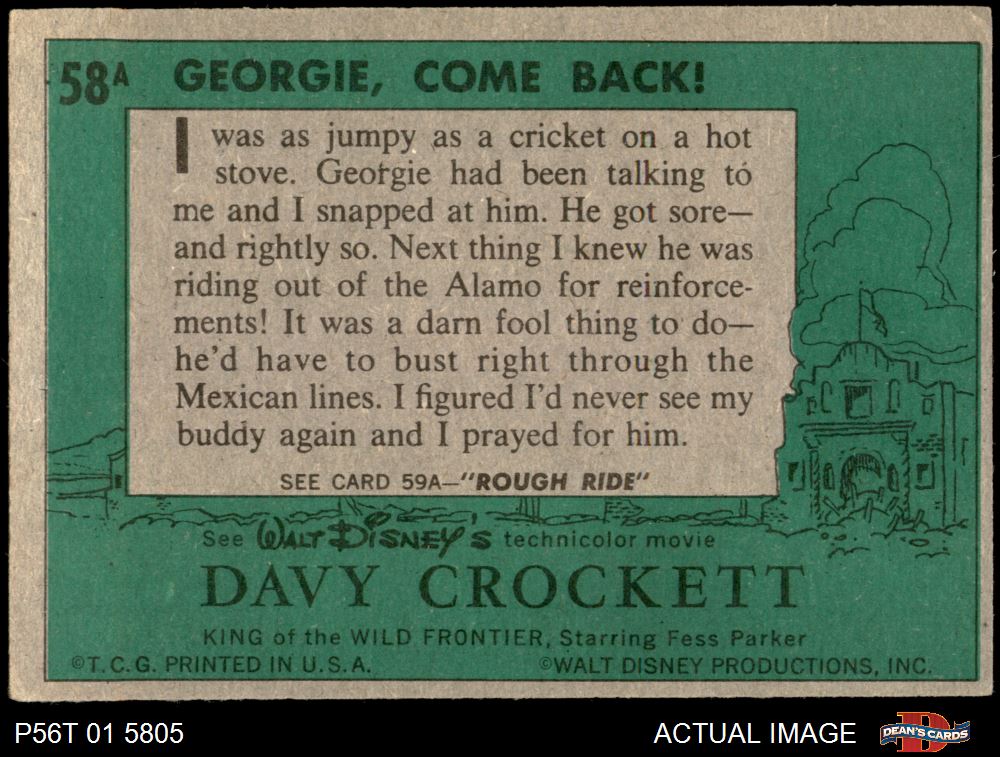 58A GEORGIE, COME BACK!
I was as jumpy as a cricket on a hot
stove. Georgie had been talking to
me and I snapped at him. He got sore—
and rightly so. Next thing I knew he was
riding out of the Alamo for reinforce-
ments! It was a darn fool thing to do—
he'd have to bust right through the
Mexican lines. I figured I'd never see my
buddy again and I prayed for him.
SEE CARD 59A—"ROUGH RIDE"
See WALT DISNEY'S technicolor movie
DAVY CROCKETT
KING of the WILD FRONTIER, Starring Fess Parker
©T.C.G. PRINTED IN U.S.A. ©WALT DISNEY PRODUCTIONS, INC.
P56T 01 5805 ACTUAL IMAGE D DEAN'S CARDS